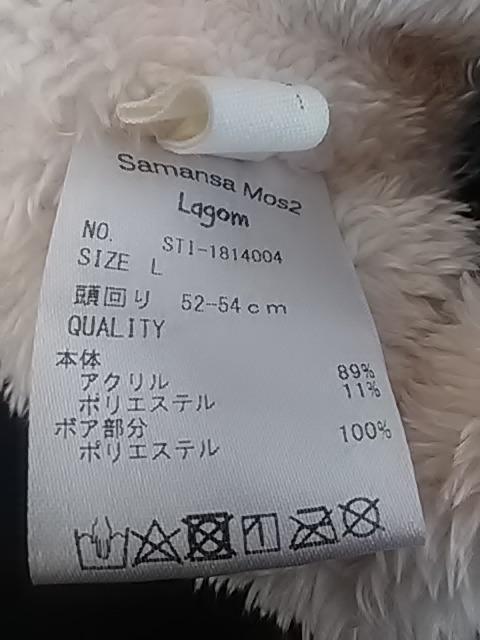 Samansa Mos2
Lagom
NO. STI-1814004
SIZE L
頭回り 52-54cm
QUALITY
本体
アクリル 89%
ポリエステル 11%
ボア部分
ポリエステル 100%